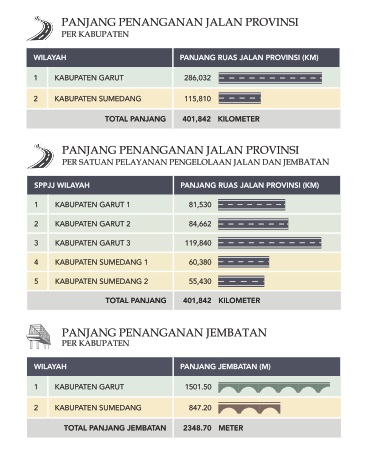 PANJANG PENANGANAN JALAN PROVINSI
PER KABUPATEN
WILAYAH PANJANG RUAS JALAN PROVINSI (KM)
1 KABUPATEN GARUT 286,032
2 KABUPATEN SUMEDANG 115,810
TOTAL PANJANG 401,842 KILOMETER
PANJANG PENANGANAN JALAN PROVINSI
PER SATUAN PELAYANAN PENGELOLAAN JALAN DAN JEMBATAN
SPPJJ WILAYAH PANJANG RUAS JALAN PROVINSI (KM)
1 KABUPATEN GARUT 1 81,530
2 KABUPATEN GARUT 2 84,662
3 KABUPATEN GARUT 3 119,840
4 KABUPATEN SUMEDANG 1 60,380
5 KABUPATEN SUMEDANG 2 55,430
TOTAL PANJANG 401,842 KILOMETER
PANJANG PENANGANAN JEMBATAN
PER KABUPATEN
WILAYAH PANJANG JEMBATAN (M)
1 KABUPATEN GARUT 1501.50
2 KABUPATEN SUMEDANG 847.20
TOTAL PANJANG JEMBATAN 2348.70 METER